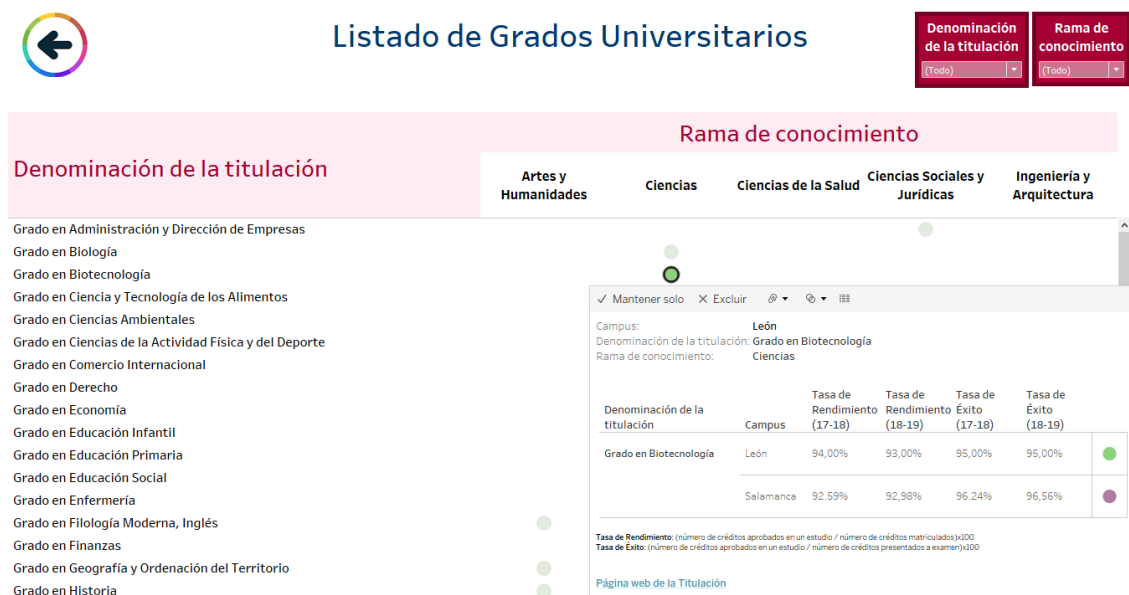 Listado de Grados Universitarios
Denominación
de la titulación
(Todo)
Rama de
conocimiento
(Todo)
Rama de conocimiento
Denominación de la titulación
Artes y
Humanidades
Ciencias
Ciencias de la Salud
Ciencias Sociales y
Jurídicas
Ingeniería y
Arquitectura
Grado en Administración y Dirección de Empresas
Grado en Biología
Grado en Biotecnología
Grado en Ciencia y Tecnología de los Alimentos
Grado en Ciencias Ambientales
Grado en Ciencias de la Actividad Física y del Deporte
Grado en Comercio Internacional
Grado en Derecho
Grado en Economía
Grado en Educación Infantil
Grado en Educación Primaria
Grado en Educación Social
Grado en Enfermería
Grado en Filología Moderna, Inglés
Grado en Finanzas
Grado en Geografía y Ordenación del Territorio
Grado en Historia
Mantener solo Excluir
Campus: León
Denominación de la titulación: Grado en Biotecnología
Rama de conocimiento: Ciencias
Denominación de la
titulación
Campus
Tasa de
Rendimiento
(17-18)
Tasa de
Rendimiento
(18-19)
Tasa de
Éxito
(17-18)
Tasa de
Éxito
(18-19)
Grado en Biotecnología León 94,00% 93,00% 95,00% 95,00%
Salamanca 92.59% 92,98% 96.24% 96,56%
Tasa de Rendimiento: (número de créditos aprobados en un estudio / número de créditos matriculados)x100
Tasa de Éxito: (número de créditos aprobados en un estudio / número de créditos presentados a examen)x100
Página web de la Titulación